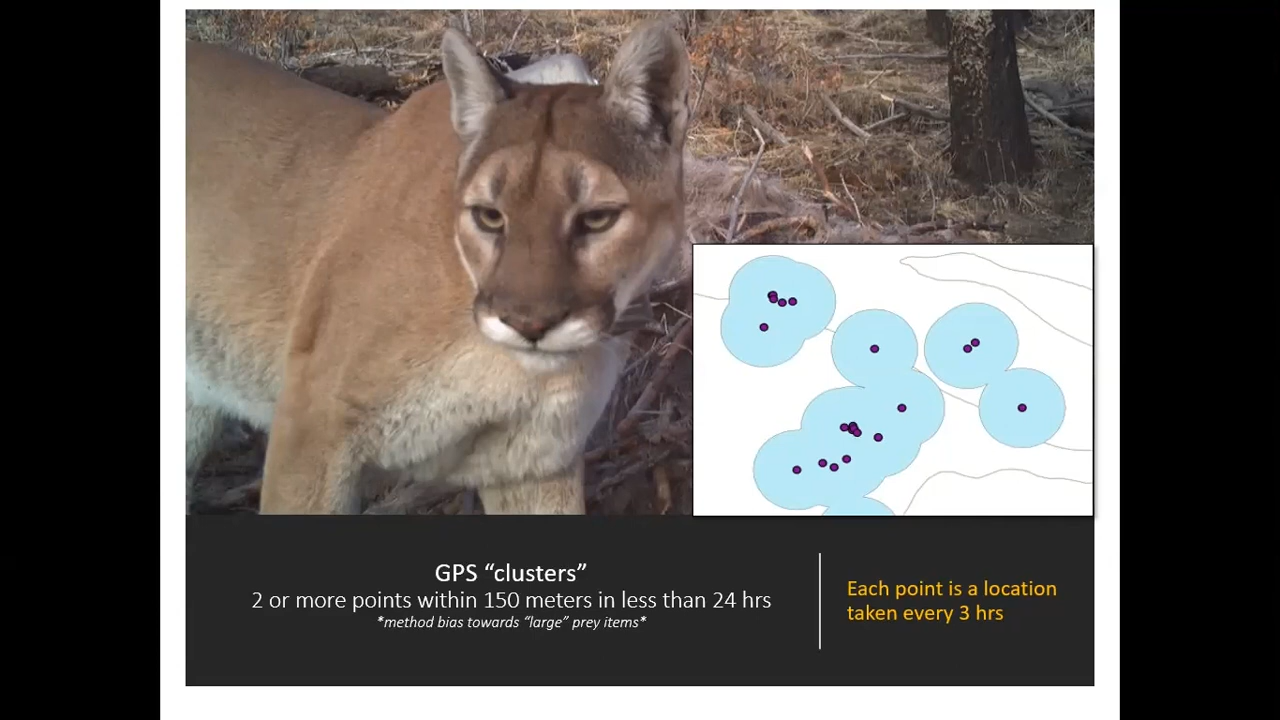 GPS “clusters”
2 or more points within 150 meters in less than 24 hrs
*method bias towards “large” prey items*
Each point is a location
taken every 3 hrs